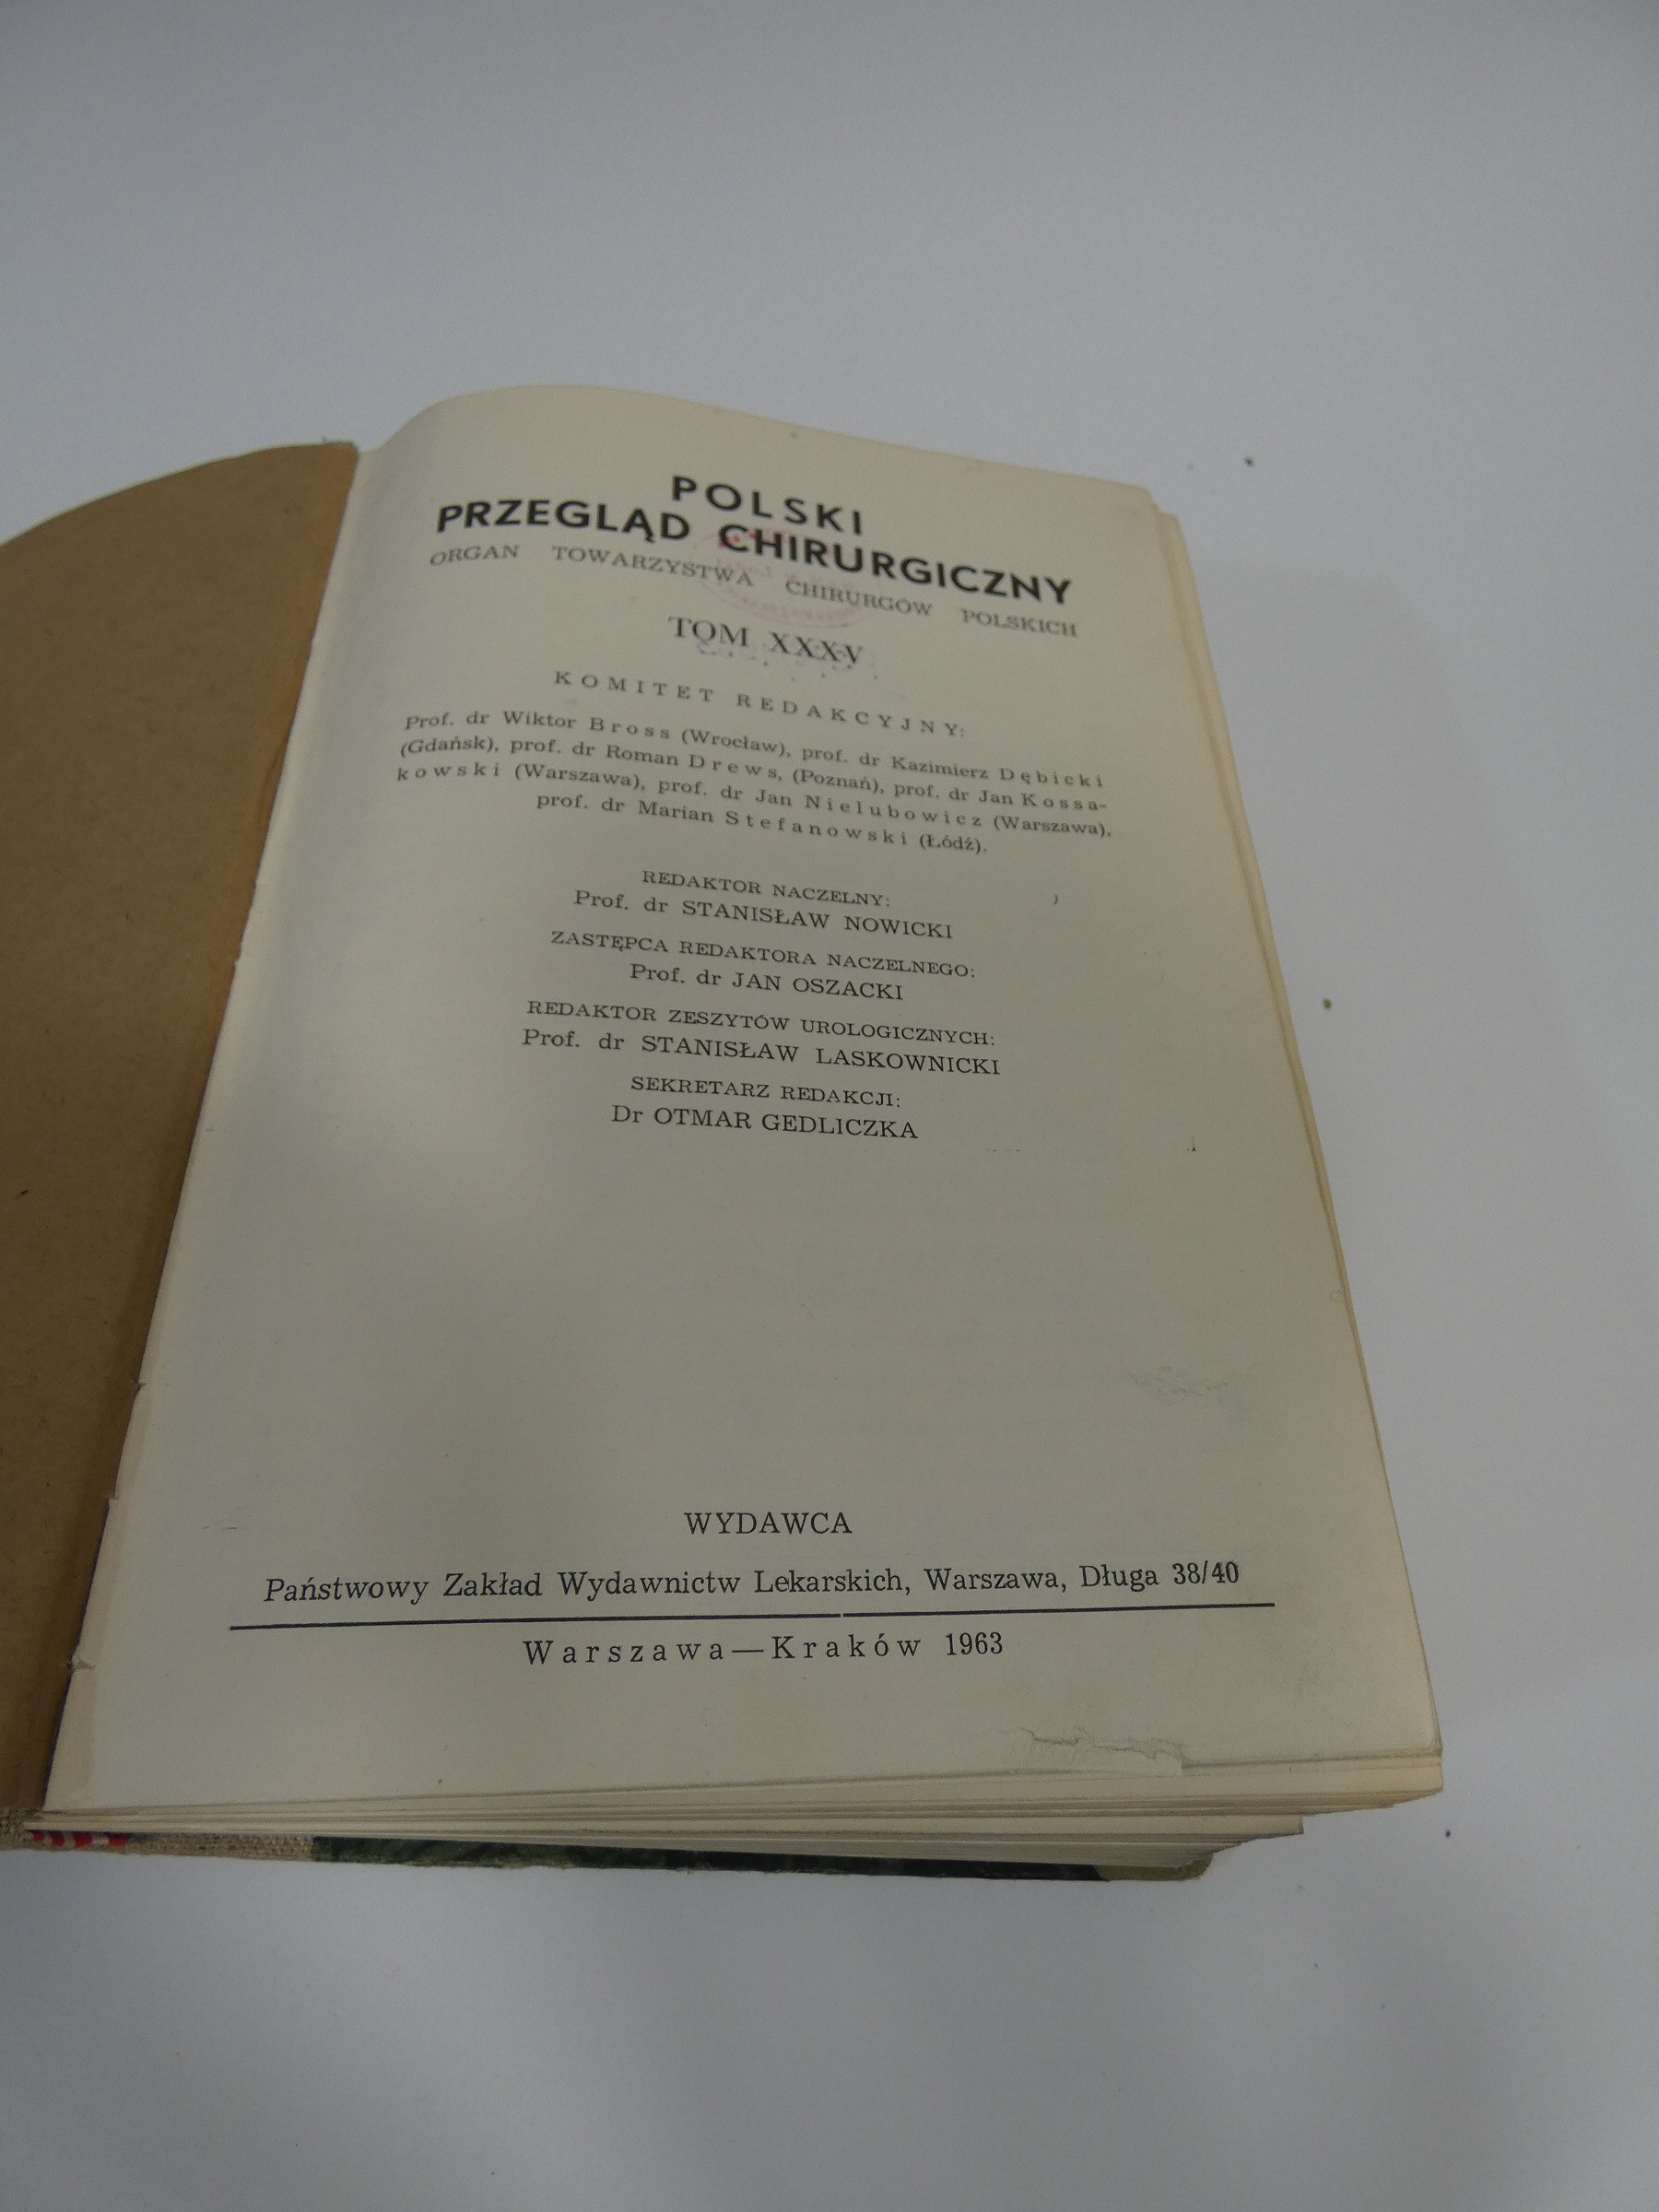 POLSKI
PRZEGLĄD CHIRURGICZNY
ORGAN TOWARZYSTWA CHIRURGÓW POLSKICH
TOM XXXV
KOMITET REDAKCYJNY:
Prof. dr Wiktor Bross (Wrocław), prof. dr Kazimierz Dębicki
(Gdańsk), prof. dr Roman Drews, (Poznań), prof. dr Jan Kossa-
kowski (Warszawa), prof. dr Jan Nielubowicz (Warszawa),
prof. dr Marian Stefanowski (Łódź).
REDAKTOR NACZELNY:
Prof. dr STANISŁAW NOWICKI
ZASTĘPCA REDAKTORA NACZELNEGO:
Prof. dr JAN OSZACKI
REDAKTOR ZESZYTÓW UROLOGICZNYCH:
Prof. dr STANISŁAW LASKOWNICKI
SEKRETARZ REDAKCJI:
Dr OTMAR GEDLICZKA
WYDAWCA
Państwowy Zakład Wydawnictw Lekarskich, Warszawa, Długa 38/40
Warszawa—Kraków 1963